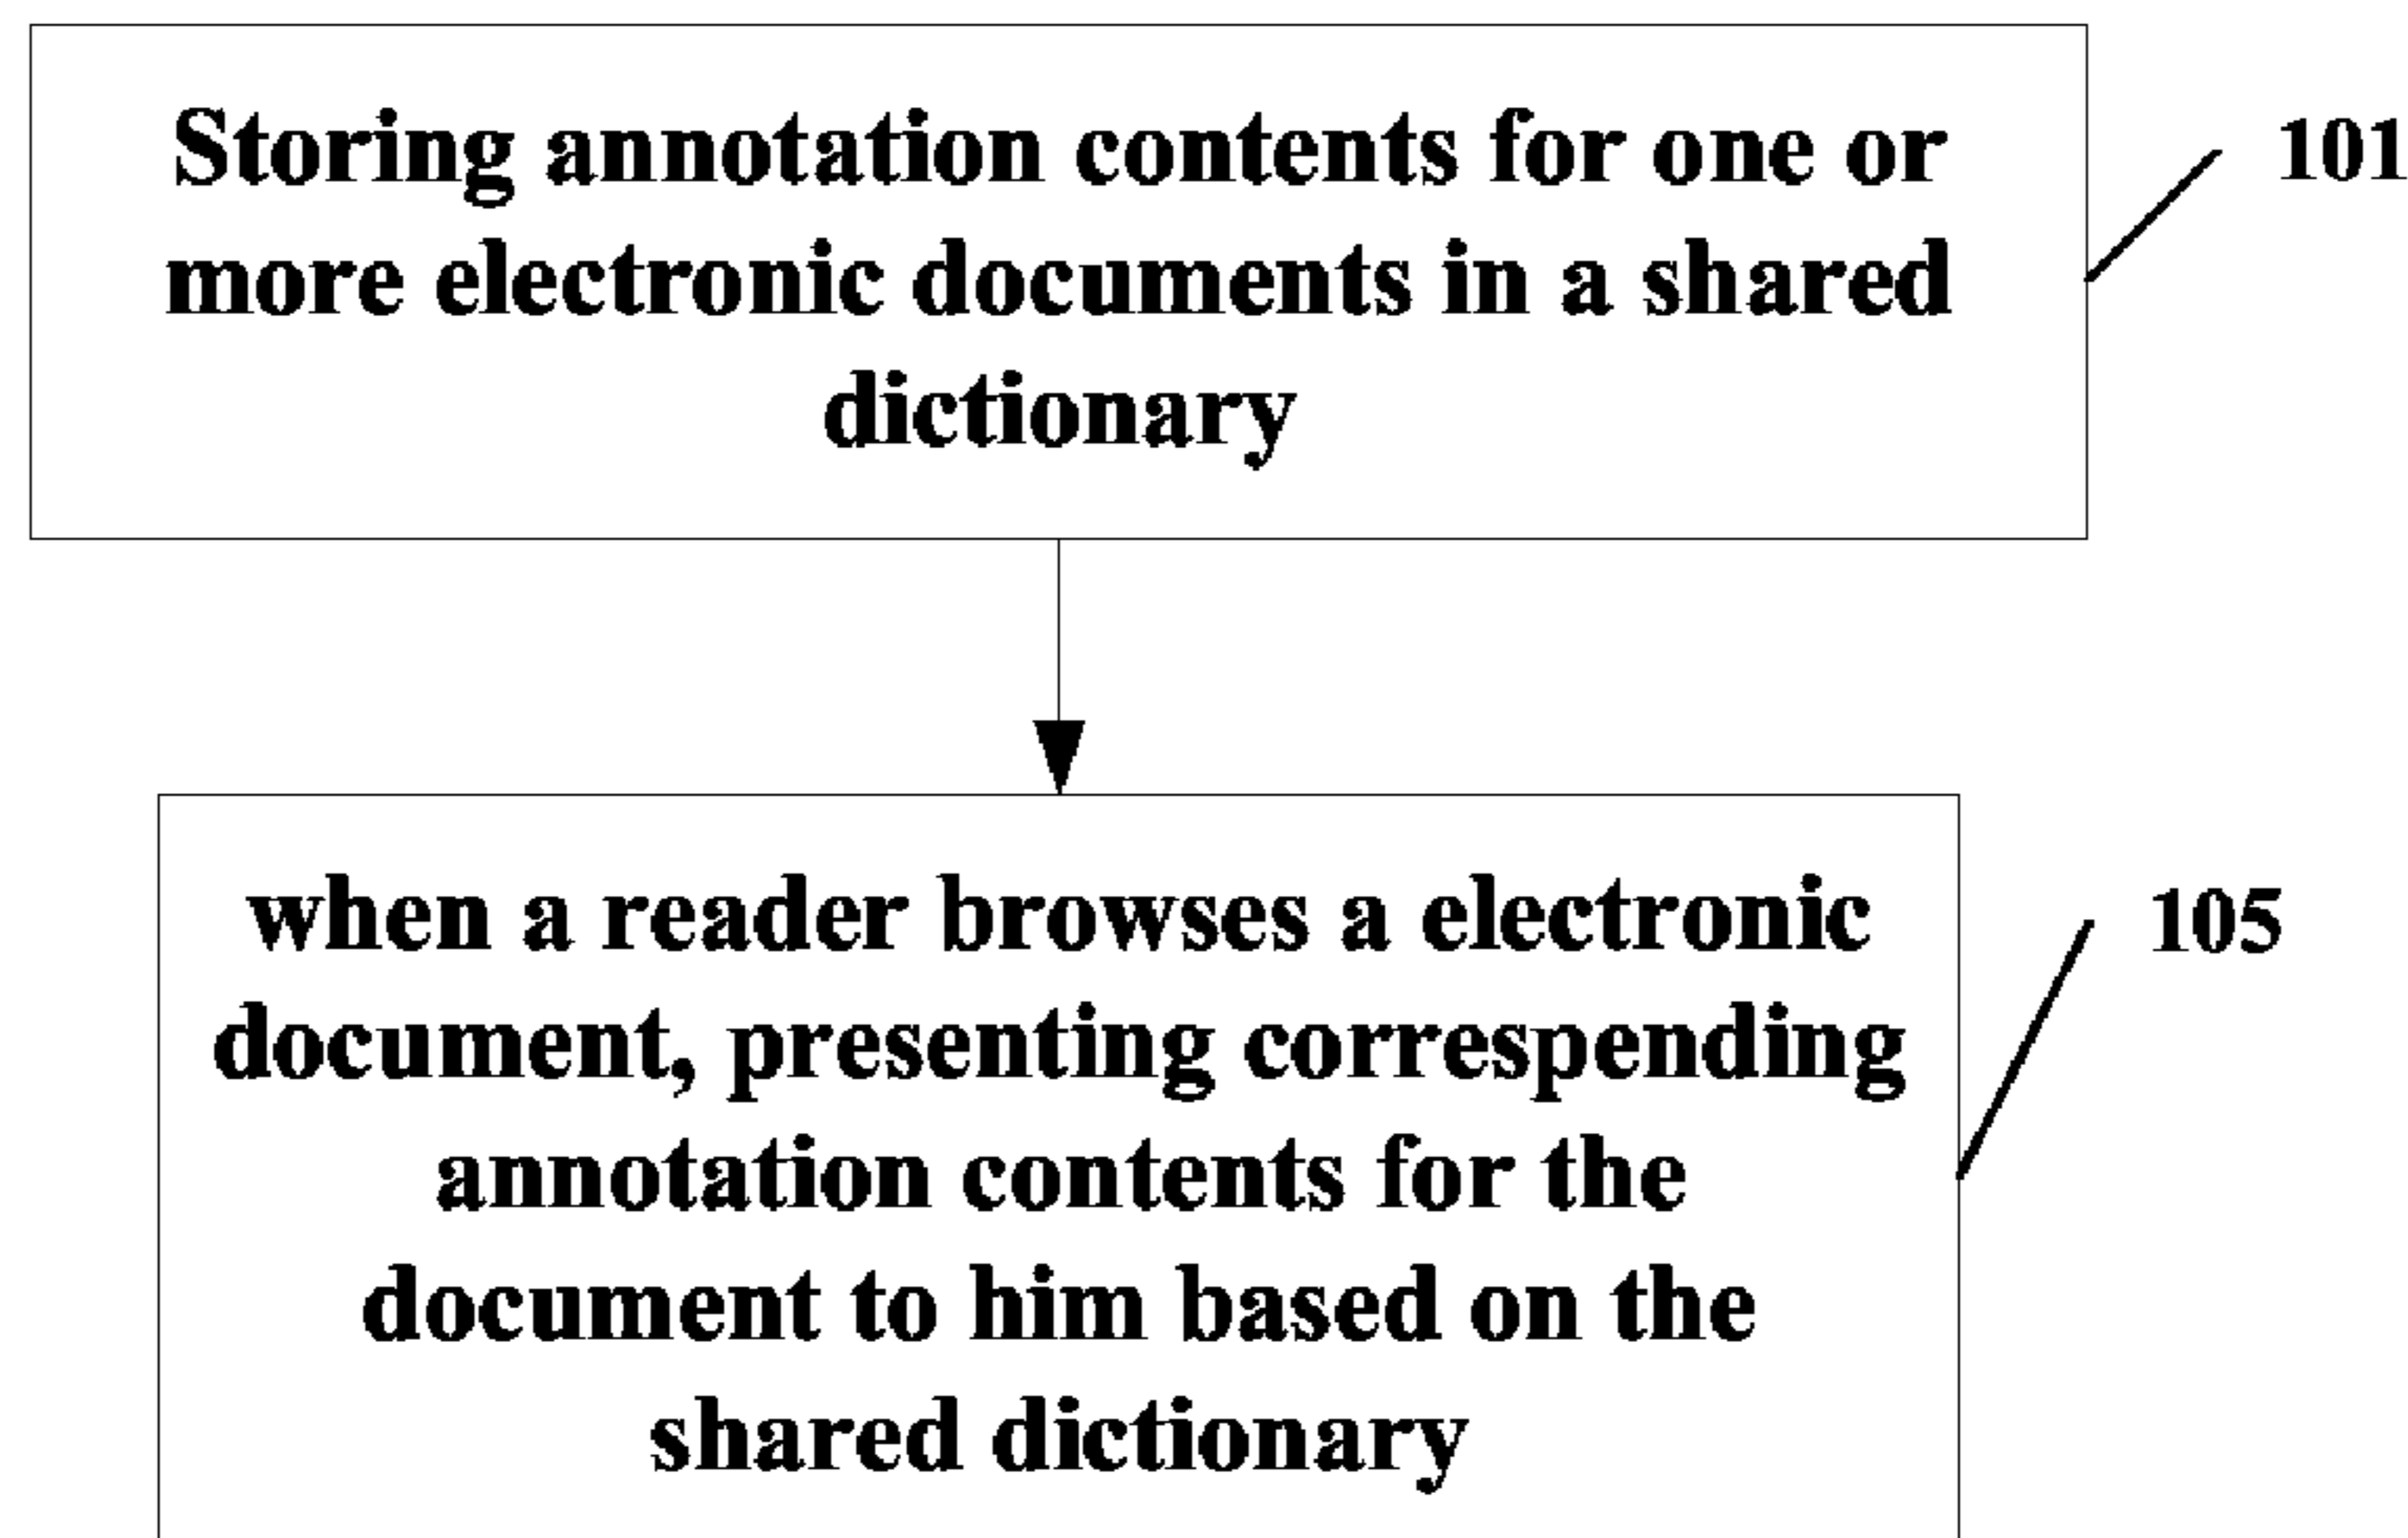 Storing annotation contents for one or
more electronic documents in a shared
dictionary
101
when a reader browses a electronic
document, presenting correspending
annotation contents for the
document to him based on the
shared dictionary
105